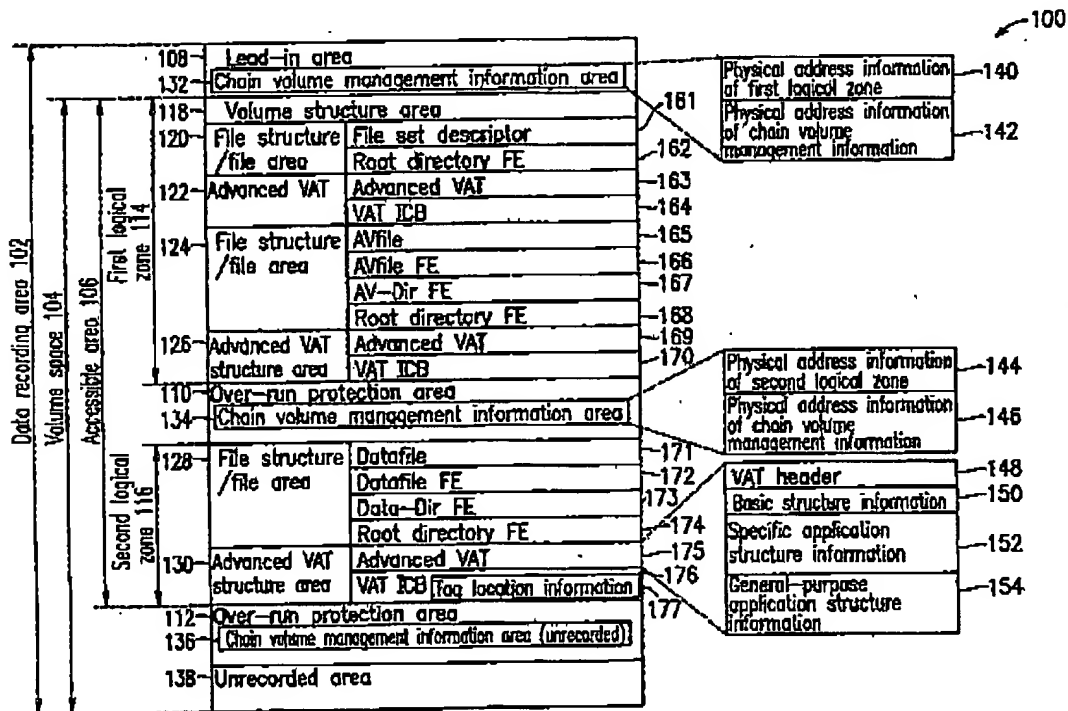 100
108 Lead-in area
132 Chain volume management information area
118 Volume structure area
120 File structure /file area
File set descriptor 161
Root directory FE 162
122 Advanced VAT
Advanced VAT 163
VAT ICB 164
124 File structure /file area
AVfile 165
AVfile FE 166
AV-Dir FE 167
Root directory FE 168
126 Advanced VAT structure area
Advanced VAT 169
VAT ICB 170
110 Over-run protection area
134 Chain volume management information area
128 File structure /file area
Datafile 171
Datafile FE 172
Data-Dir FE 173
Root directory FE 174
130 Advanced VAT structure area
Advanced VAT 175
VAT ICB Tag location information 176
177
112 Over-run protection area
136 Chain volume management information area (unrecorded)
138 Unrecorded area
Data recording area 102
Volume space 104
Accessible area 106
First logical zone 114
Second logical zone 116
Physical address information of first logical zone 140
Physical address information of chain volume management information 142
Physical address information of second logical zone 144
Physical address information of chain volume management information 146
VAT header 148
Basic structure information 150
Specific application structure information 152
General-purpose application structure information 154